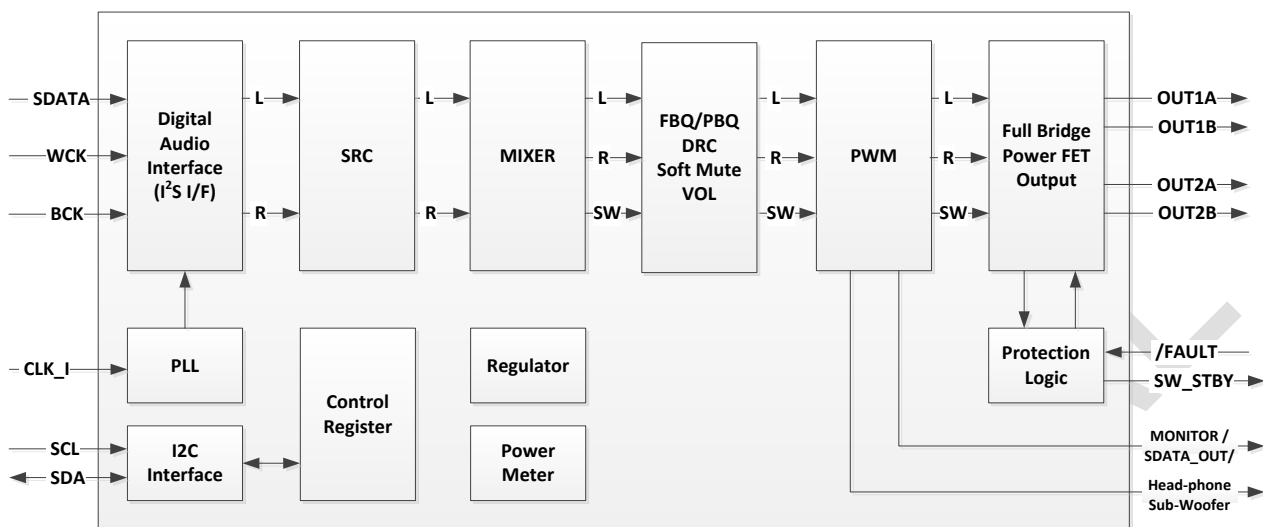 SDATA
WCK
BCK
Digital
Audio
Interface
(I²S I/F)
L
R
SRC
L
R
MIXER
L
R
SW
FBQ/PBQ
DRC
Soft Mute
VOL
L
R
SW
PWM
L
R
SW
Full Bridge
Power FET
Output
OUT1A
OUT1B
OUT2A
OUT2B
CLK_I
PLL
Control
Register
Regulator
Protection
Logic
/FAULT
SW_STBY
SCL
SDA
I2C
Interface
Power
Meter
MONITOR /
SDATA_OUT/
Head-phone
Sub-Woofer